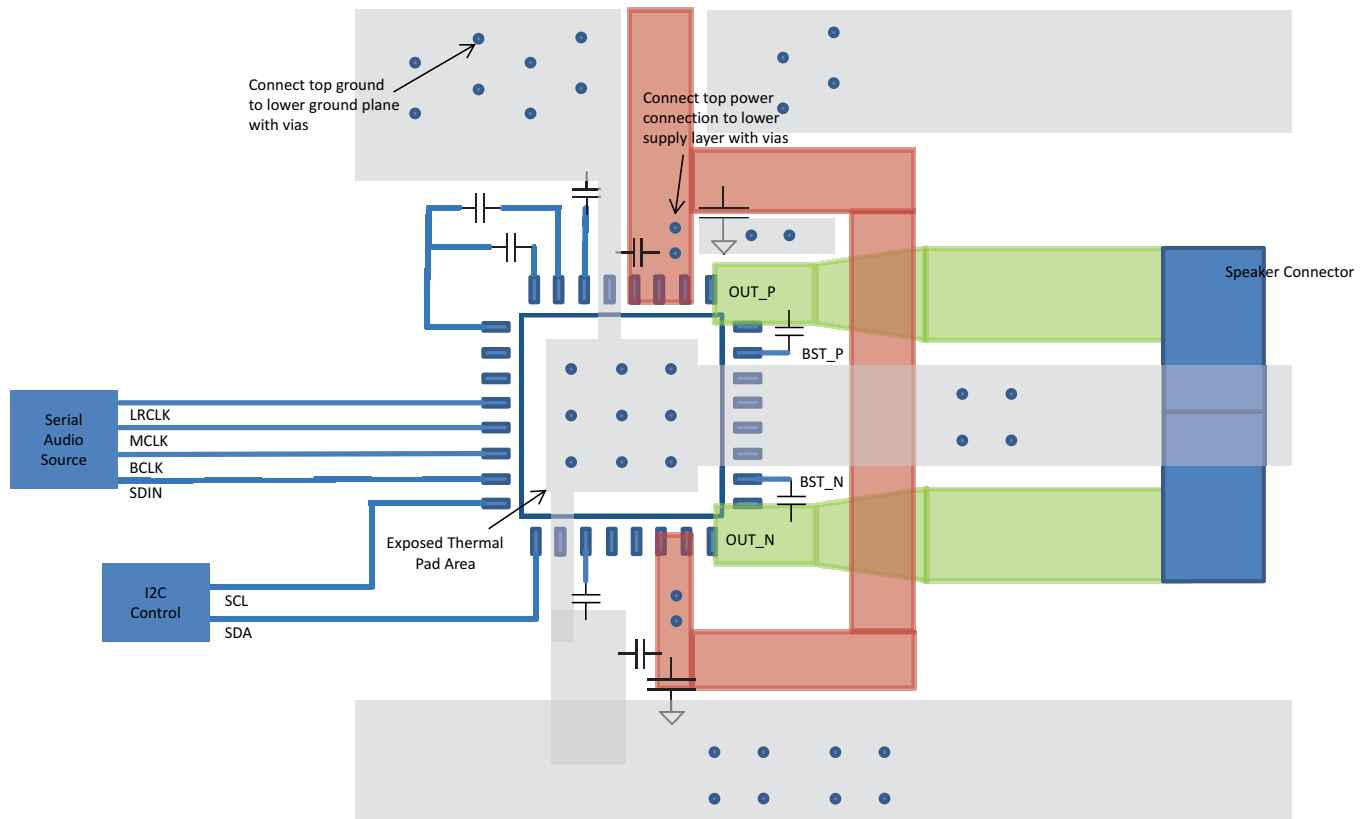 Connect top ground
to lower ground plane
with vias
Connect top power
connection to lower
supply layer with vias
Speaker Connector
OUT_P
BST_P
Serial
Audio
Source
LRCLK
MCLK
BCLK
SDIN
BST_N
OUT_N
Exposed Thermal
Pad Area
I2C
Control
SCL
SDA